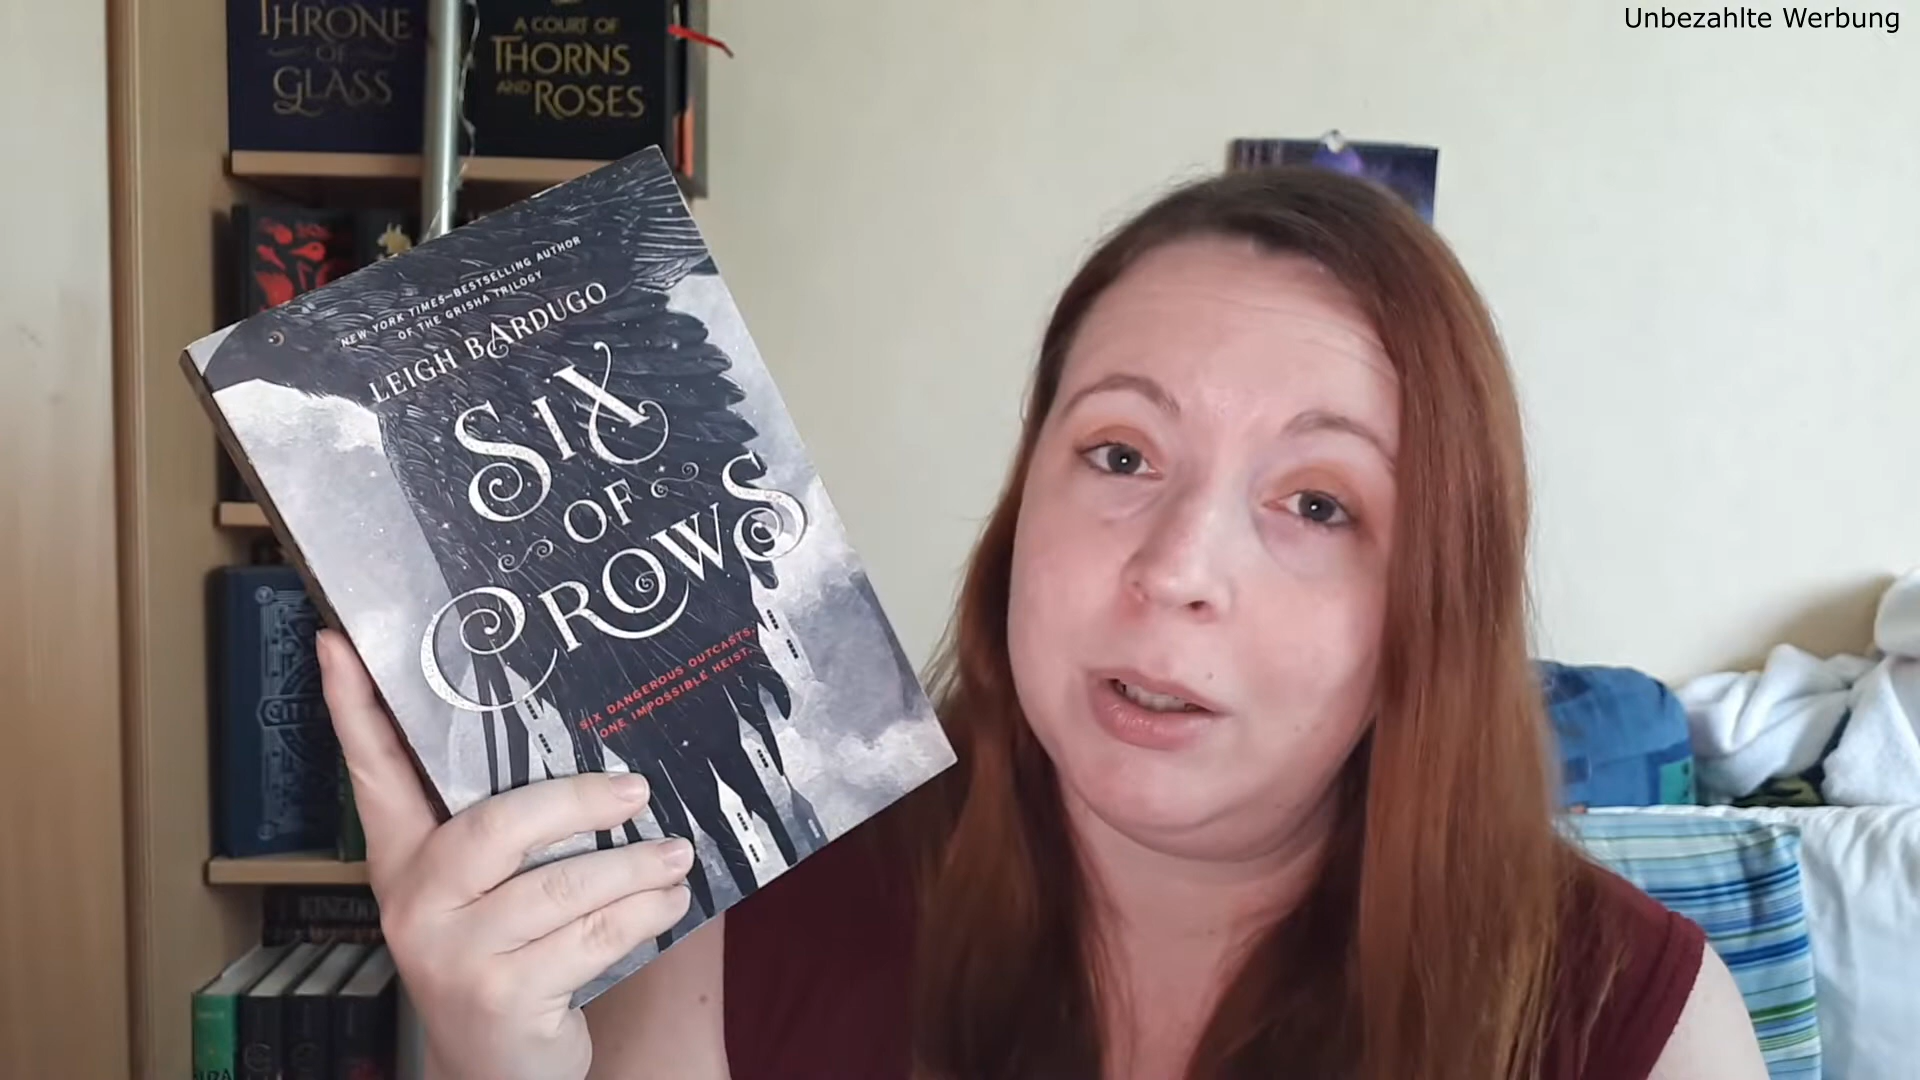 Unbezahlte Werbung
THRONE
OF
GLASS
A COURT OF
THORNS
AND ROSES
NEW YORK TIMES–BESTSELLING AUTHOR
OF THE GRISHA TRILOGY
LEIGH BARDUGO
SIX
OF
CROWS
SIX DANGEROUS OUTCASTS.
ONE IMPOSSIBLE HEIST.
KINGDOM